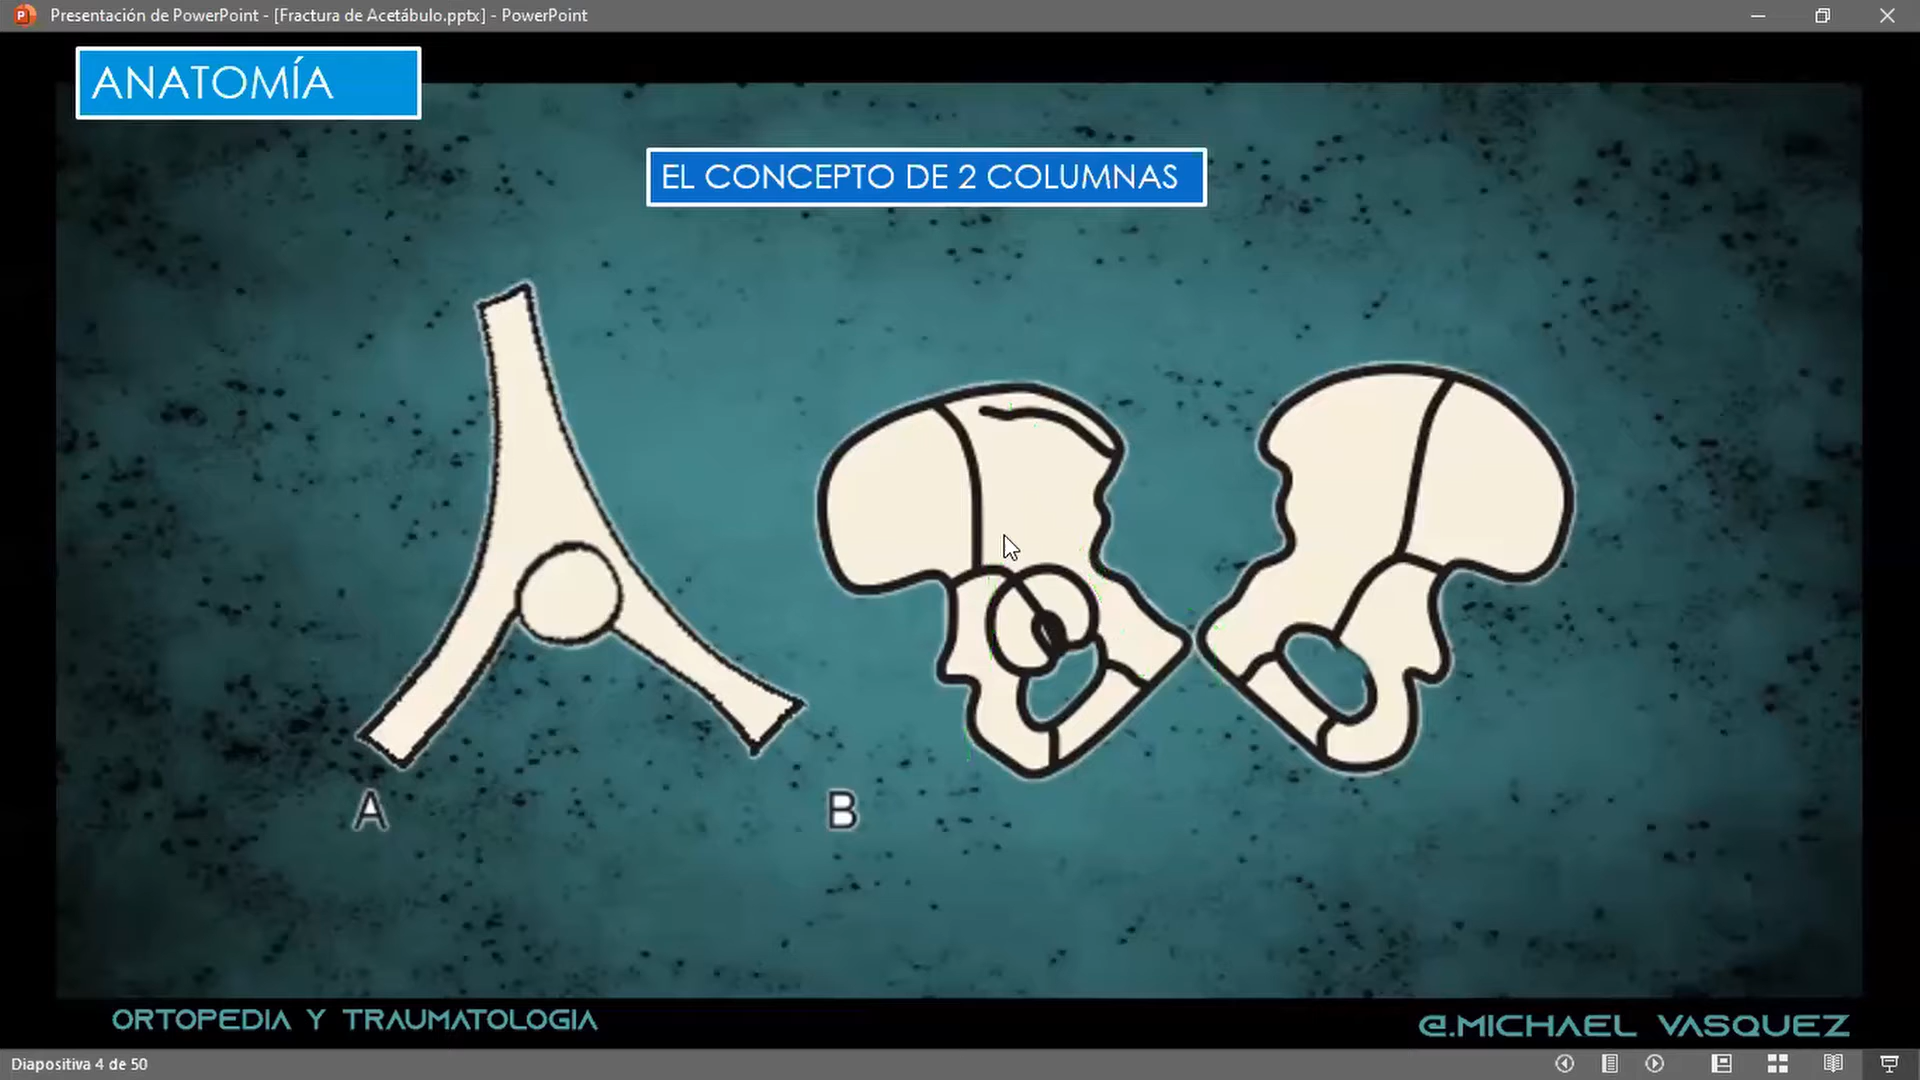 Presentación de PowerPoint - [Fractura de Acetábulo.pptx] - PowerPoint
ANATOMÍA
EL CONCEPTO DE 2 COLUMNAS
A
B
ORTOPEDIA Y TRAUMATOLOGIA
@.MICHAEL VASQUEZ
Diapositiva 4 de 50